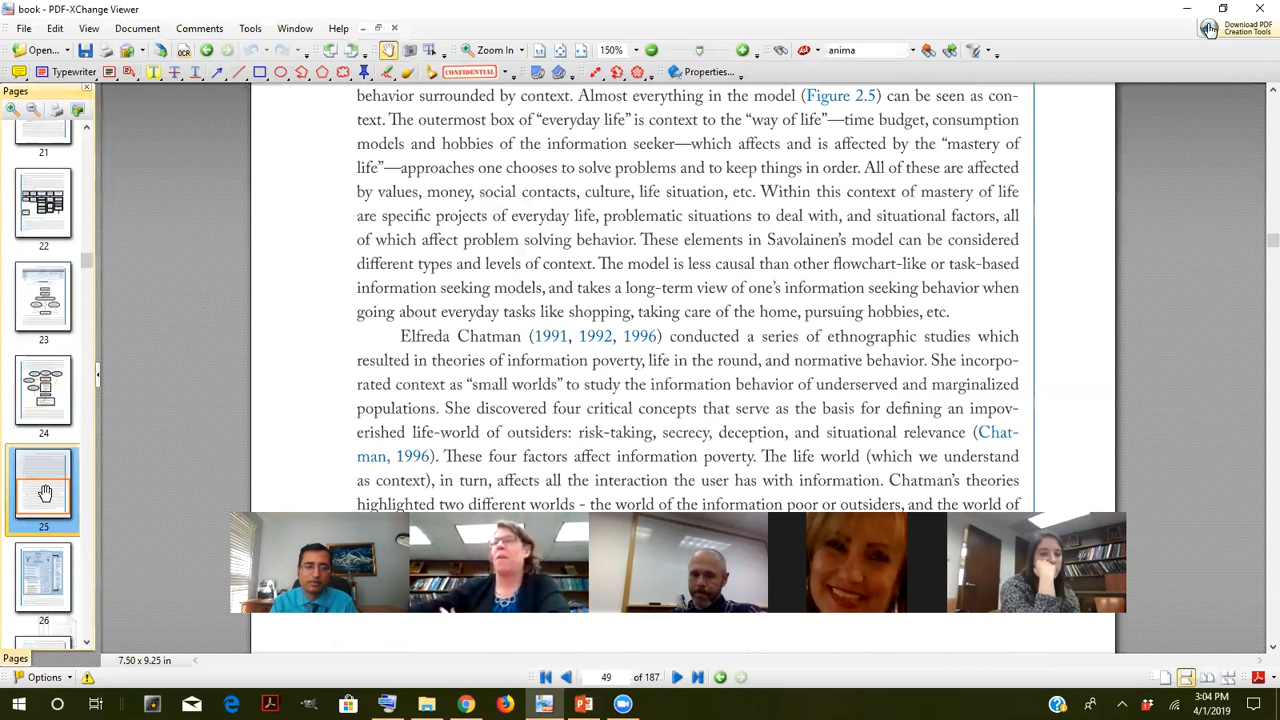 book - PDF-XChange Viewer
File Edit View Document Comments Tools Window Help
Download PDF
Creation Tools
Open...
OCR
Zoom In
150%
anima
Typewriter
CONFIDENTIAL
Properties...
Pages
21
22
23
24
25
26
behavior surrounded by context. Almost everything in the model (Figure 2.5) can be seen as con-
text. The outermost box of “everyday life” is context to the “way of life”—time budget, consumption
models and hobbies of the information seeker—which affects and is affected by the “mastery of
life”—approaches one chooses to solve problems and to keep things in order. All of these are affected
by values, money, social contacts, culture, life situation, etc. Within this context of mastery of life
are specific projects of everyday life, problematic situations to deal with, and situational factors, all
of which affect problem solving behavior. These elements in Savolainen’s model can be considered
different types and levels of context. The model is less causal than other flowchart-like or task-based
information seeking models, and takes a long-term view of one’s information seeking behavior when
going about everyday tasks like shopping, taking care of the home, pursuing hobbies, etc.
Elfreda Chatman (1991, 1992, 1996) conducted a series of ethnographic studies which
resulted in theories of information poverty, life in the round, and normative behavior. She incorpo-
rated context as “small worlds” to study the information behavior of underserved and marginalized
populations. She discovered four critical concepts that serve as the basis for defining an impov-
erished life-world of outsiders: risk-taking, secrecy, deception, and situational relevance (Chat-
man, 1996). These four factors affect information poverty. The life world (which we understand
as context), in turn, affects all the interaction the user has with information. Chatman’s theories
highlighted two different worlds - the world of the information poor or outsiders, and the world of
Pages
7.50 x 9.25 in
Options
49 of 187
3:04 PM
4/1/2019